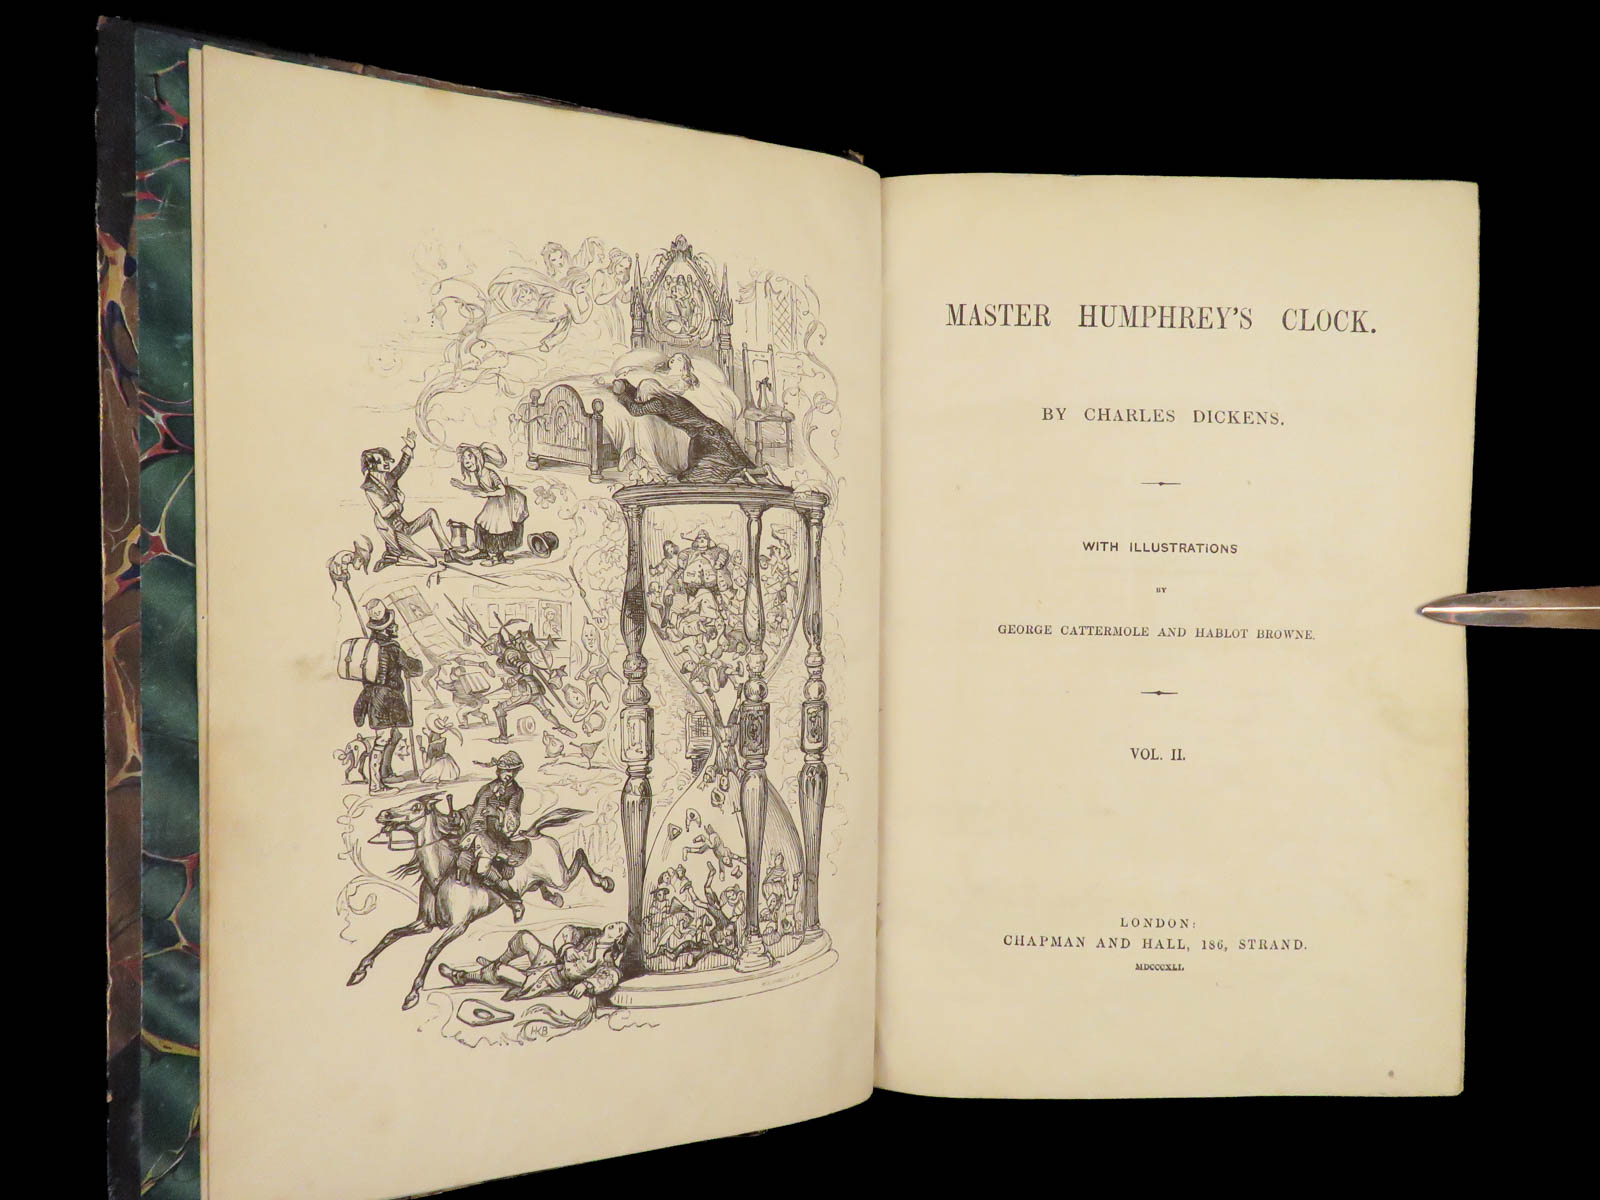 HKB
MASTER HUMPHREY'S CLOCK.
BY CHARLES DICKENS.
WITH ILLUSTRATIONS
BY
GEORGE CATTERMOLE AND HABLOT BROWNE.
VOL. II.
LONDON:
CHAPMAN AND HALL, 186, STRAND.
MDCCCXLI.